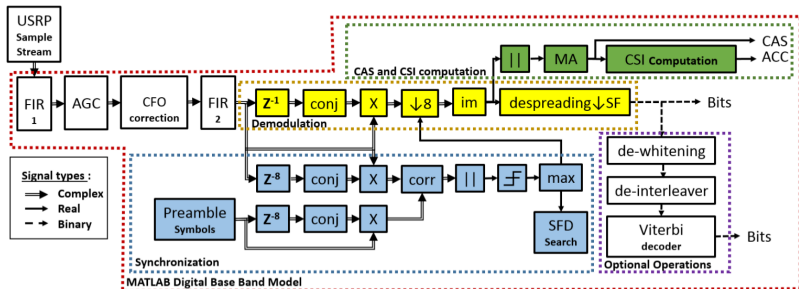 USRP
Sample
Stream
FIR
1
AGC
CFO
correction
FIR
2
Z-1
conj
X
↓8
im
despreading↓SF
Demodulation
||
MA
CSI Computation
CAS
ACC
CAS and CSI computation
Bits
Z-8
conj
X
corr
||
max
Preamble
Symbols
Z-8
conj
X
SFD
Search
Synchronization
de-whitening
de-interleaver
Viterbi
decoder
Bits
Optional Operations
Signal types :
Complex
Real
Binary
MATLAB Digital Base Band Model